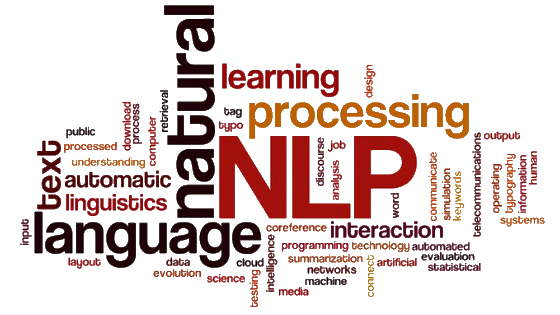 natural
learning
design
retrieval
tag
processing
download
process
typo
public
computer
output
processed
text
NLP
discourse
job
analysis
understanding
automatic
linguistics
word
communicate
simulation
keywords
telecommunications
operating
typography
information
human
systems
input
language
coreference
interaction
programming
technology
automated
layout
data
cloud
intelligence
summarization
connect
artificial
evaluation
statistical
evolution
science
testing
networks
machine
media